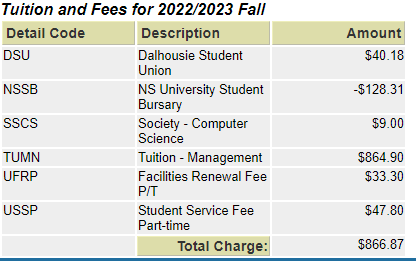 Tuition and Fees for 2022/2023 Fall
Detail Code Description Amount
DSU Dalhousie Student Union $40.18
NSSB NS University Student Bursary -$128.31
SSCS Society - Computer Science $9.00
TUMN Tuition - Management $864.90
UFRP Facilities Renewal Fee P/T $33.30
USSP Student Service Fee Part-time $47.80
Total Charge: $866.87